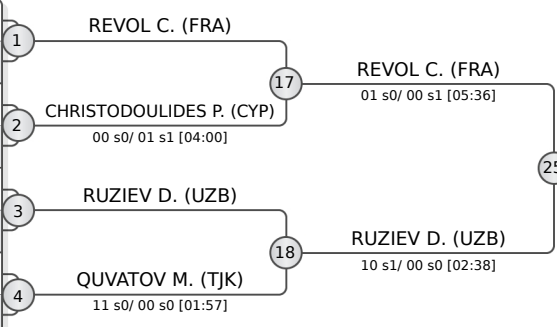 REVOL C. (FRA)
1
17
REVOL C. (FRA)
01 s0/ 00 s1 [05:36]
CHRISTODOULIDES P. (CYP)
2
00 s0/ 01 s1 [04:00]
RUZIEV D. (UZB)
3
18
RUZIEV D. (UZB)
10 s1/ 00 s0 [02:38]
QUVATOV M. (TJK)
4
11 s0/ 00 s0 [01:57]
25